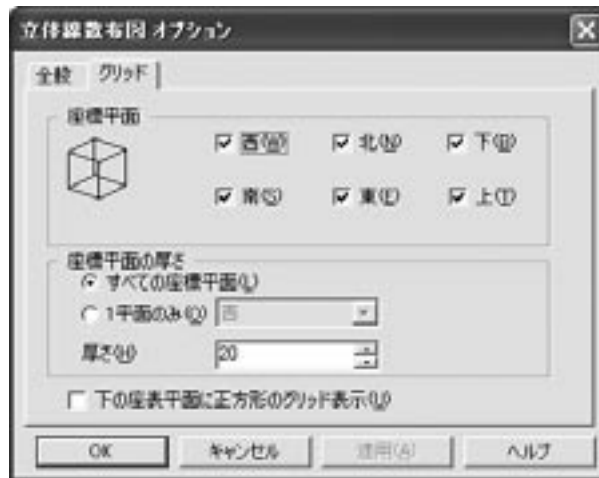 立体線散布図 オプション
全般 グリッド
座標平面
西(W) 北(N) 下(B)
南(S) 東(E) 上(T)
座標平面の厚さ
すべての座標平面(L)
1平面のみ(O) 西
厚さ(H) 20
下の座表平面に正方形のグリッド表示(U)
OK キャンセル 適用(A) ヘルプ